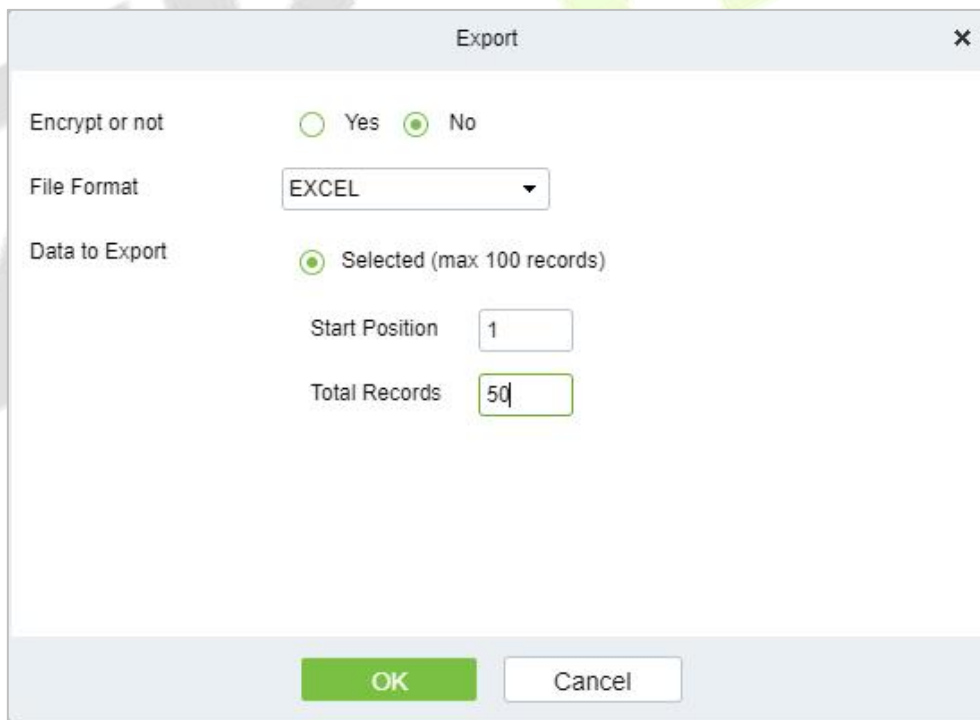 Export
Encrypt or not Yes No
File Format EXCEL
Data to Export Selected (max 100 records)
Start Position 1
Total Records 50
OK Cancel